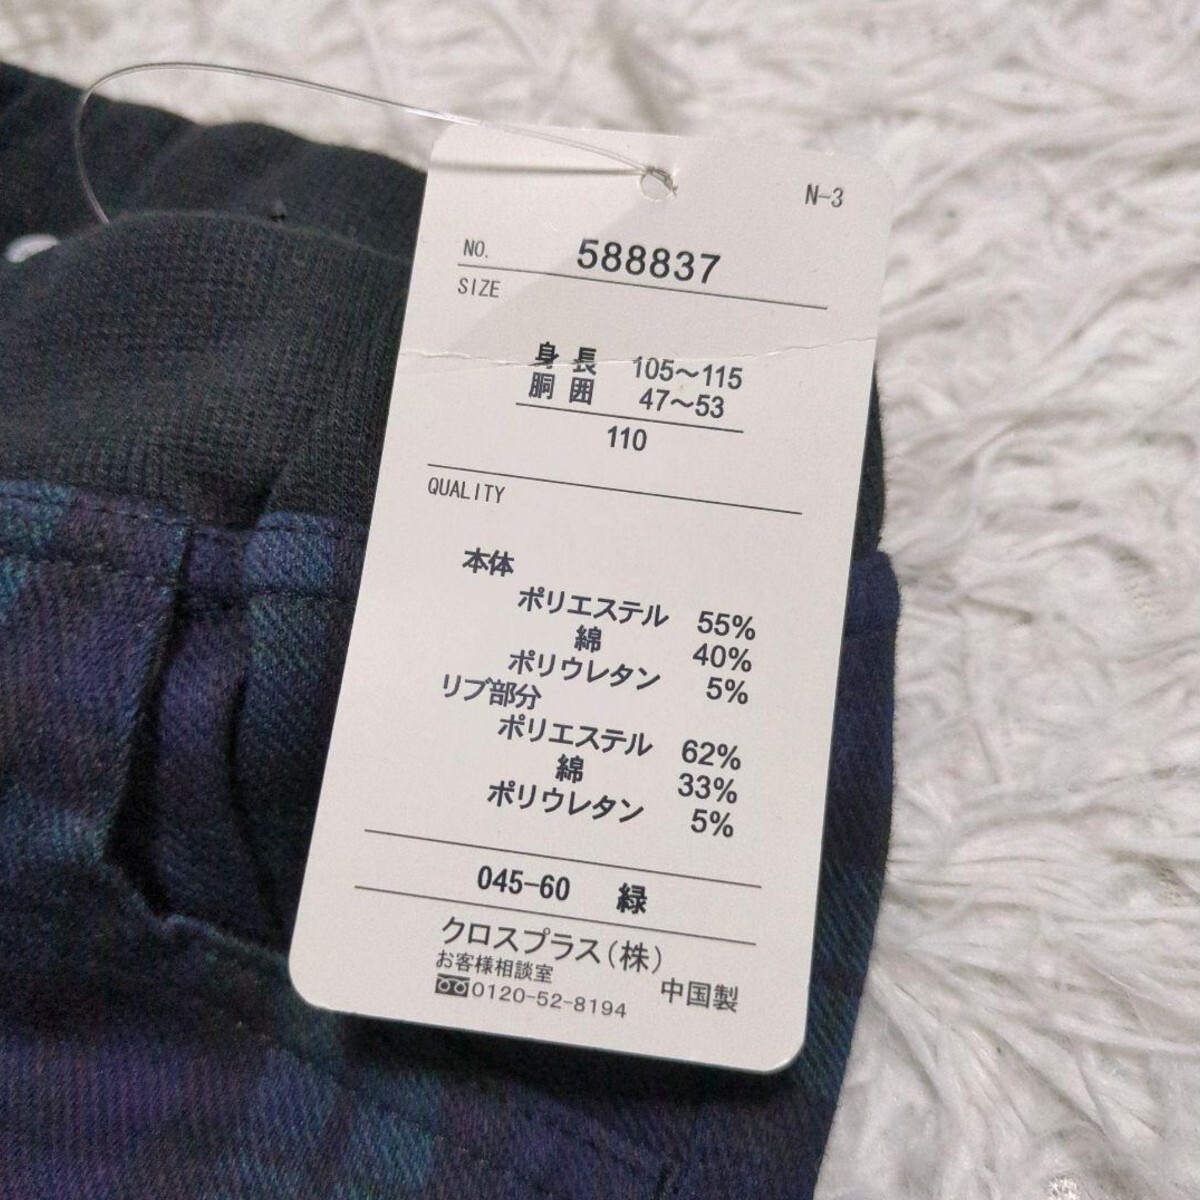 N-3
NO. 588837
SIZE
身長 105～115
胴囲 47～53
110
QUALITY
本体
ポリエステル 55%
綿 40%
ポリウレタン 5%
リブ部分
ポリエステル 62%
綿 33%
ポリウレタン 5%
045-60 緑
クロスプラス(株)
お客様相談室
0120-52-8194 中国製